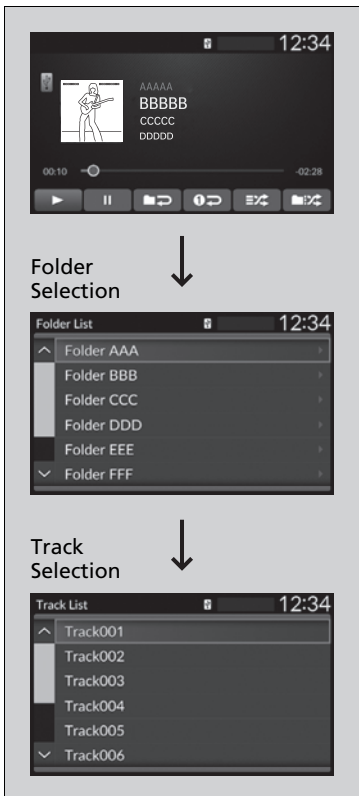 12:34
AAAAA
BBBBB
CCCCC
DDDDD
00:10 -02:28
1
Folder
Selection
Folder List 12:34
Folder AAA
Folder BBB
Folder CCC
Folder DDD
Folder EEE
Folder FFF
Track
Selection
Track List 12:34
Track001
Track002
Track003
Track004
Track005
Track006